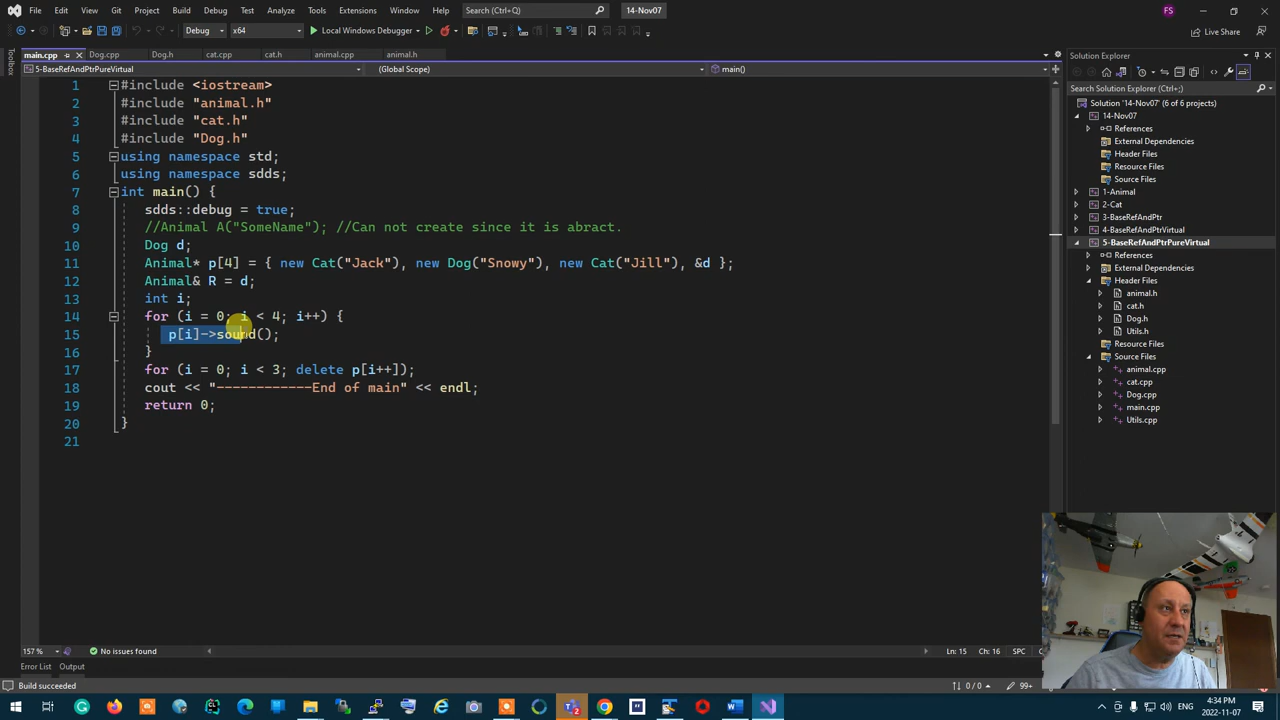 File Edit View Git Project Build Debug Test Analyze Tools Extensions Window Help Search (Ctrl+Q) 14-Nov07 FS
Debug x64 Local Windows Debugger Live Share
Toolbox
main.cpp Dog.cpp Dog.h cat.cpp cat.h animal.cpp animal.h
5-BaseRefAndPtrPureVirtual (Global Scope) main()
1 #include <iostream>
2 #include "animal.h"
3 #include "cat.h"
4 #include "Dog.h"
5 using namespace std;
6 using namespace sdds;
7 int main() {
8 sdds::debug = true;
9 //Animal A("SomeName"); //Can not create since it is abract.
10 Dog d;
11 Animal* p[4] = { new Cat("Jack"), new Dog("Snowy"), new Cat("Jill"), &d };
12 Animal& R = d;
13 int i;
14 for (i = 0; i < 4; i++) {
15 p[i]->sound();
16 }
17 for (i = 0; i < 3; delete p[i++]);
18 cout << "------------End of main" << endl;
19 return 0;
20 }
21
Solution Explorer
Search Solution Explorer (Ctrl+;)
Solution '14-Nov07' (6 of 6 projects)
14-Nov07
References
External Dependencies
Header Files
Resource Files
Source Files
1-Animal
2-Cat
3-BaseRefAndPtr
4-BaseRefAndPtrVirtual
5-BaseRefAndPtrPureVirtual
References
External Dependencies
Header Files
animal.h
cat.h
Dog.h
Utils.h
Resource Files
Source Files
animal.cpp
cat.cpp
Dog.cpp
main.cpp
Utils.cpp
157 % No issues found Ln: 15 Ch: 16 SPC
Error List Output
Build succeeded 0 / 0 99+
ENG 4:34 PM
2022-11-07